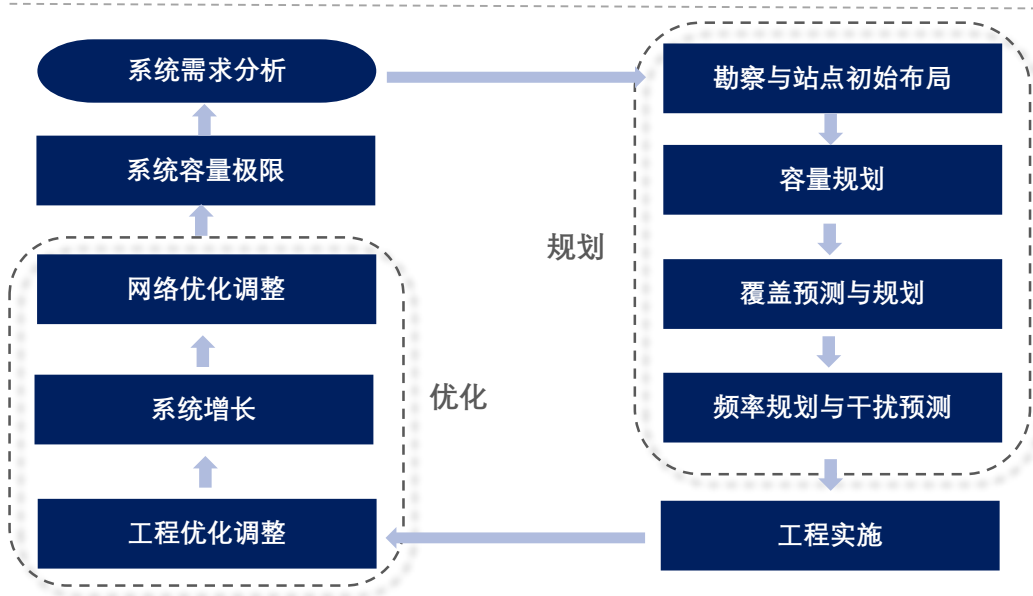 系统需求分析
勘察与站点初始布局
系统容量极限
容量规划
规划
网络优化调整
覆盖预测与规划
系统增长
优化
频率规划与干扰预测
工程优化调整
工程实施